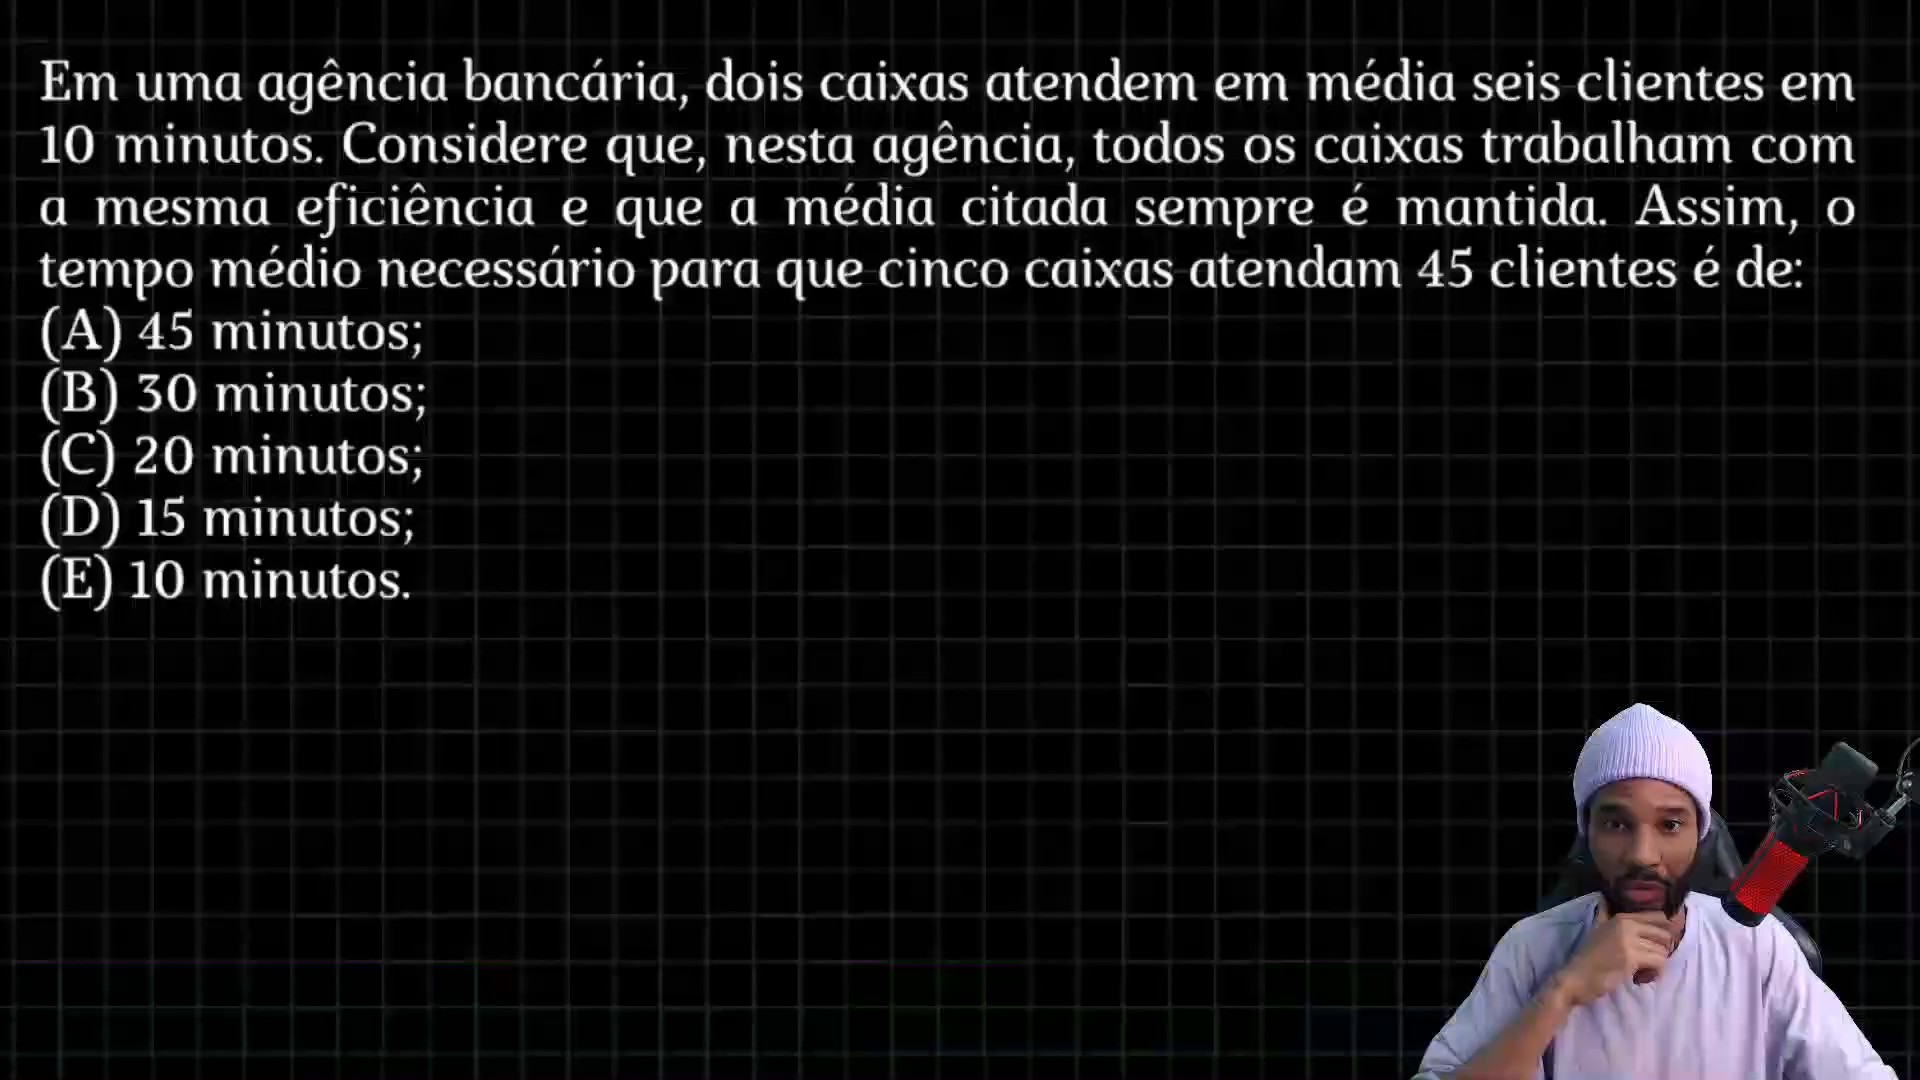 Em uma agência bancária, dois caixas atendem em média seis clientes em
10 minutos. Considere que, nesta agência, todos os caixas trabalham com
a mesma eficiência e que a média citada sempre é mantida. Assim, o
tempo médio necessário para que cinco caixas atendam 45 clientes é de:
(A) 45 minutos;
(B) 30 minutos;
(C) 20 minutos;
(D) 15 minutos;
(E) 10 minutos.